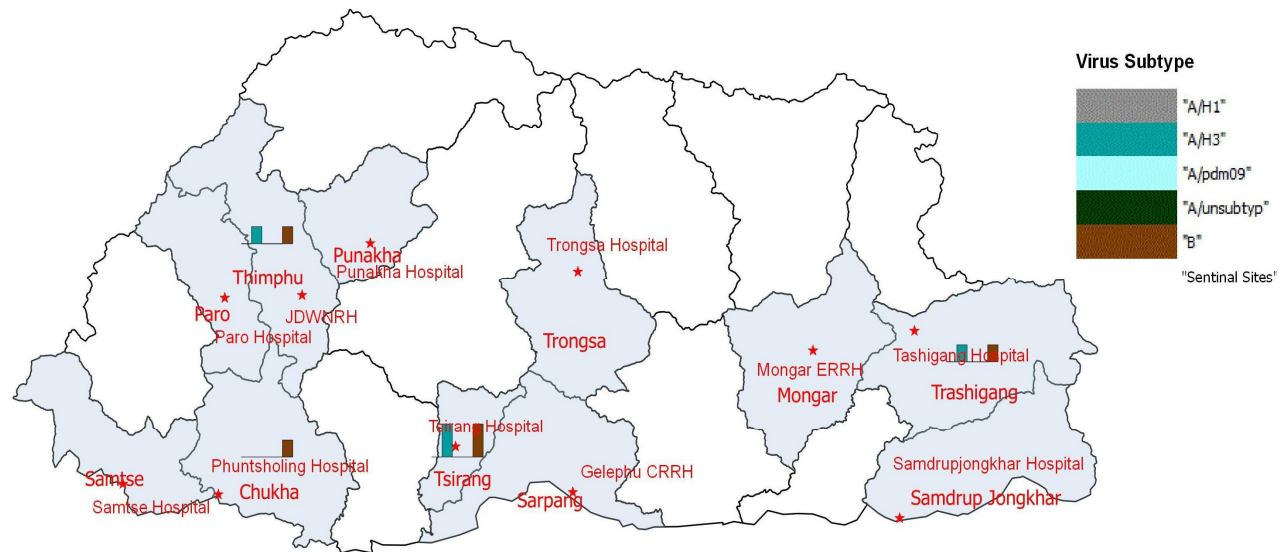 Virus Subtype
"A/H1"
"A/H3"
"A/pdm09"
"A/unsubtyp"
"B"
"Sentinal Sites"
Punakha
Punakha Hospital
Trongsa Hospital
Thimphu
JDWNRH
Paro
Paro Hospital
Trongsa
Tashigang Hospital
Mongar ERRH
Mongar
Trashigang
Tsirang Hospital
Phuntsholing Hospital
Gelephu CRRH
Samdrupjongkhar Hospital
Samtse
Samtse Hospital
Chukha
Tsirang
Sarpang
Samdrup Jongkhar